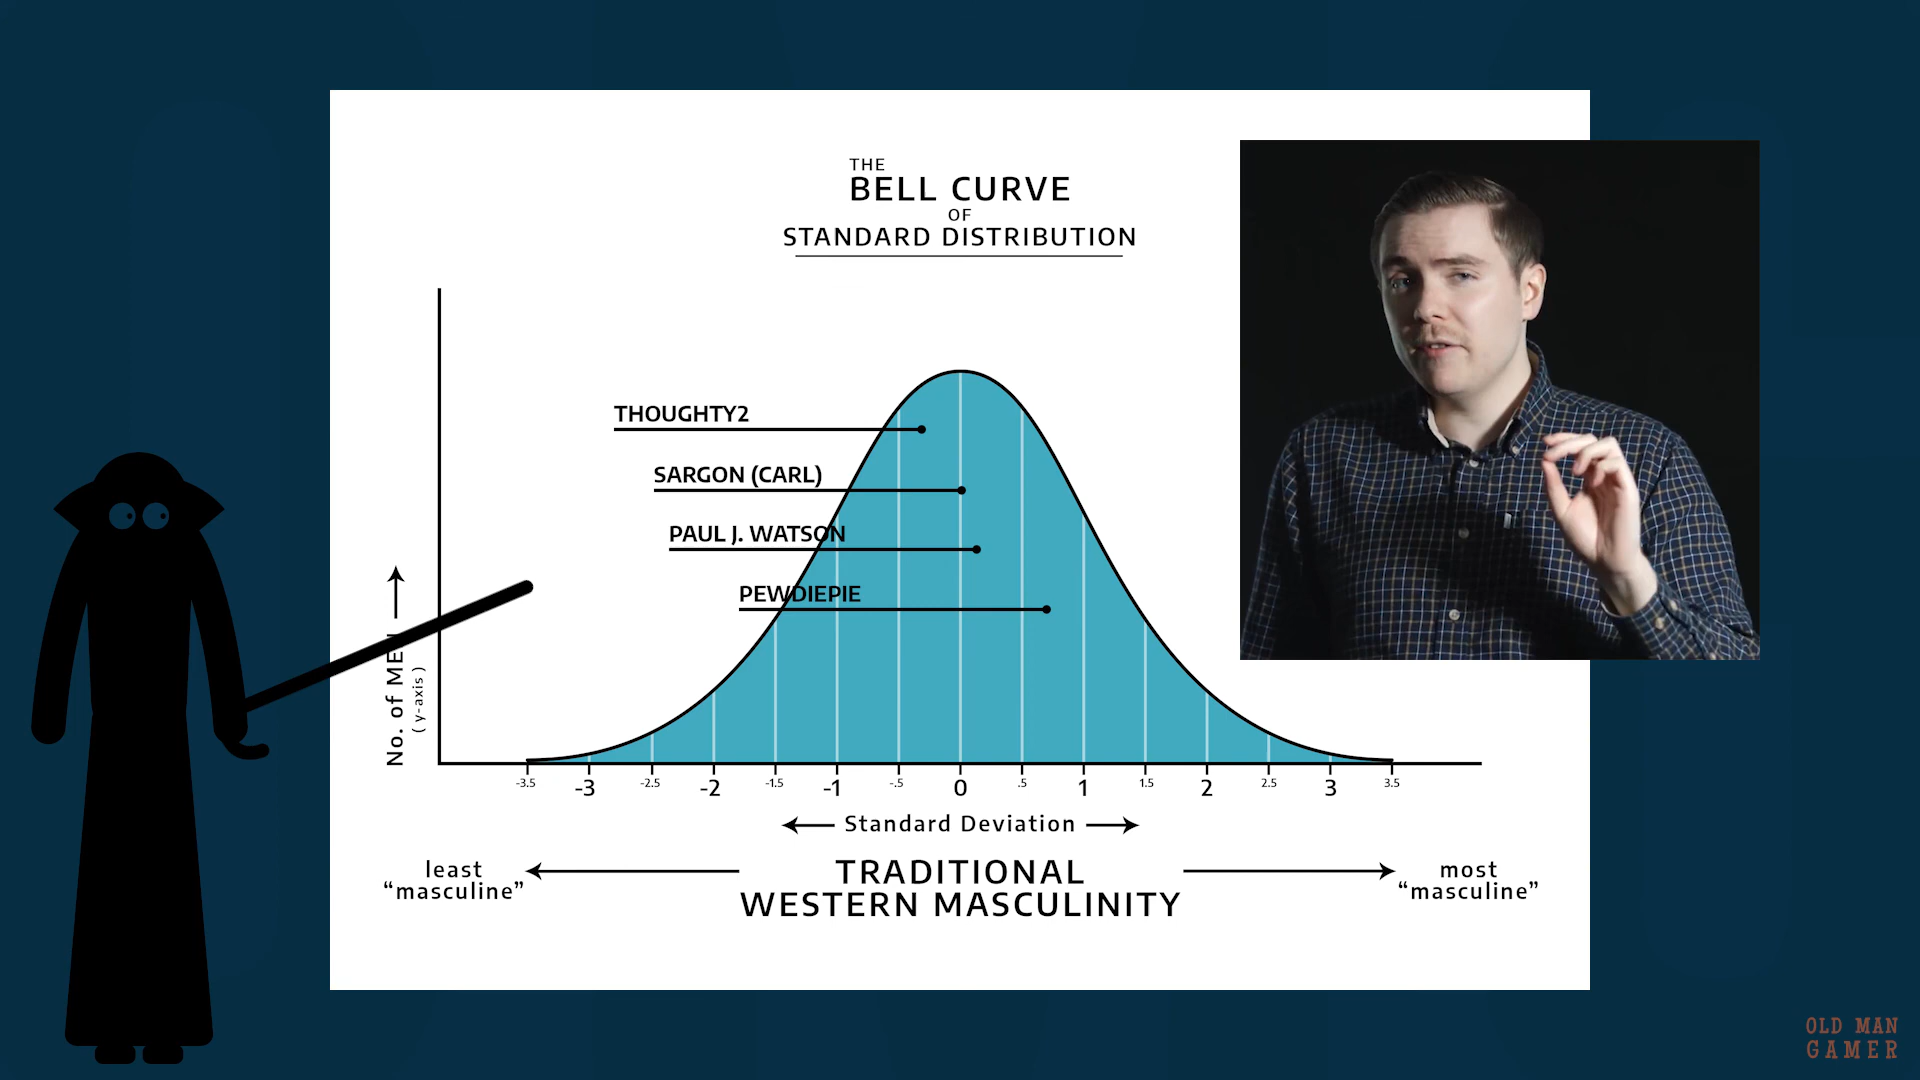 THE
BELL CURVE
OF
STANDARD DISTRIBUTION
THOUGHTY2
SARGON (CARL)
PAUL J. WATSON
PEWDIEPIE
No. of MEN
( y-axis )
-3.5 -3 -2.5 -2 -1.5 -1 -.5 0 .5 1 1.5 2 2.5 3 3.5
Standard Deviation
least
“masculine”
TRADITIONAL
WESTERN MASCULINITY
most
“masculine”
OLD MAN
GAMER